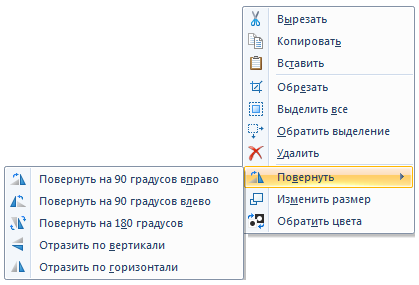 Вырезать
Копировать
Вставить
Обрезать
Выделить все
Обратить выделение
Удалить
Повернуть
Изменить размер
Обратить цвета
Повернуть на 90 градусов вправо
Повернуть на 90 градусов влево
Повернуть на 180 градусов
Отразить по вертикали
Отразить по горизонтали